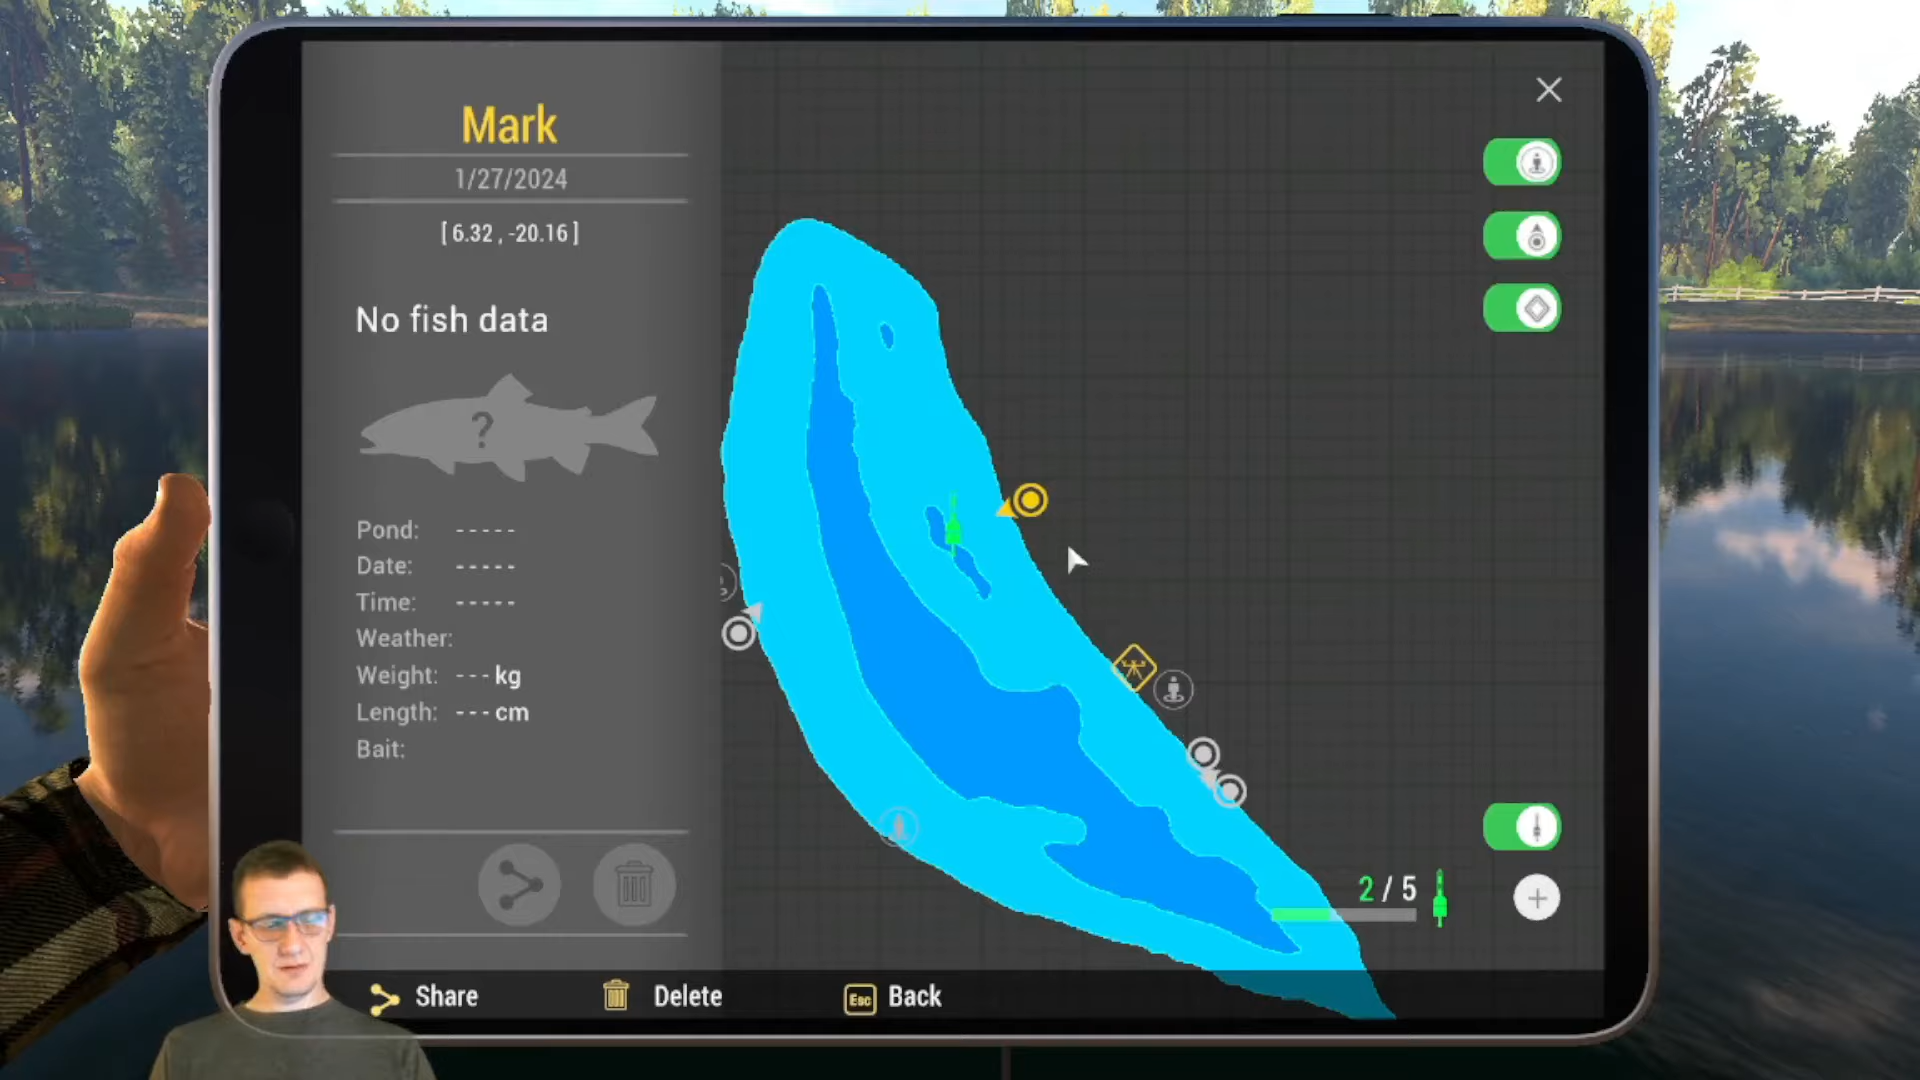 Mark
1/27/2024
[ 6.32 , -20.16 ]
No fish data
?
Pond: -----
Date: -----
Time: -----
Weather:
Weight: --- kg
Length: --- cm
Bait:
2 / 5
Share
Delete
Esc Back